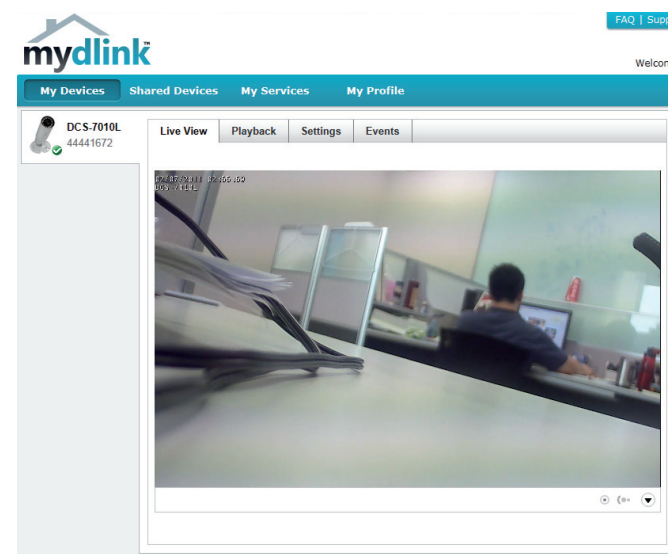 FAQ | Supp
mydlink™
Welcon
My Devices Shared Devices My Services My Profile
DCS-7010L
44441672
Live View Playback Settings Events